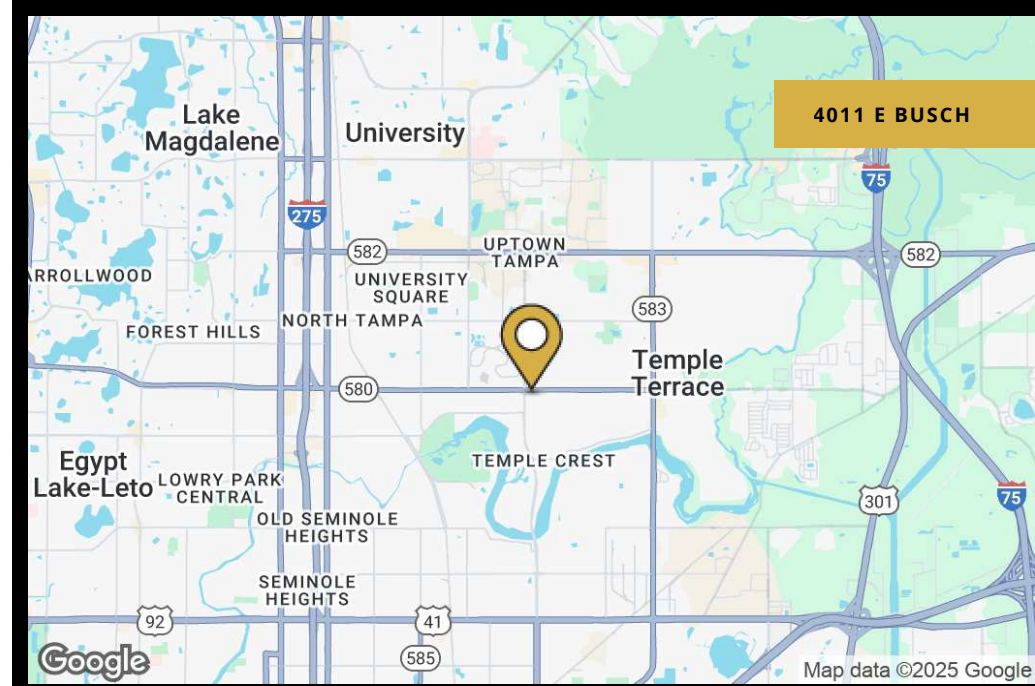 4011 E BUSCH
Lake
Magdalene
University
75
275
582
UPTOWN
TAMPA
582
ARROLLWOOD
UNIVERSITY
SQUARE
583
FOREST HILLS
NORTH TAMPA
Temple
Terrace
580
Egypt
Lake-Leto
LOWRY PARK
CENTRAL
TEMPLE CREST
301
75
OLD SEMINOLE
HEIGHTS
SEMINOLE
HEIGHTS
92
41
585
Google
Map data ©2025 Google